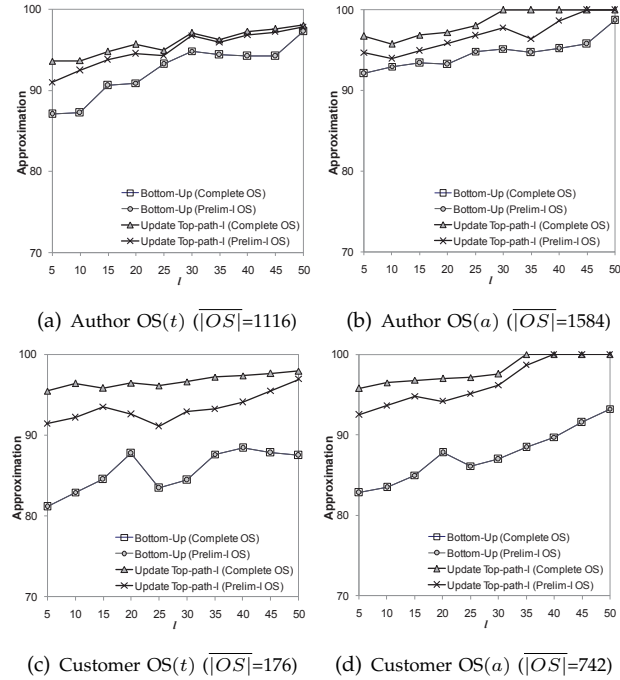 100
90
80
70
Approximation
Bottom-Up (Complete OS)
Bottom-Up (Prelim-l OS)
Update Top-path-l (Complete OS)
Update Top-path-l (Prelim-l OS)
5 10 15 20 25 30 35 40 45 50
l
(a) Author OS(t) (|OS|=1116)
100
90
80
70
Approximation
Bottom-Up (Complete OS)
Bottom-Up (Prelim-l OS)
Update Top-path-l (Complete OS)
Update Top-path-l (Prelim-l OS)
5 10 15 20 25 30 35 40 45 50
l
(b) Author OS(a) (|OS|=1584)
100
90
80
70
Approximation
Bottom-Up (Complete OS)
Bottom-Up (Prelim-l OS)
Update Top-path-l (Complete OS)
Update Top-path-l (Prelim-l OS)
5 10 15 20 25 30 35 40 45 50
l
(c) Customer OS(t) (|OS|=176)
100
90
80
70
Approximation
Bottom-Up (Complete OS)
Bottom-Up (Prelim-l OS)
Update Top-path-l (Complete OS)
Update Top-path-l (Prelim-l OS)
5 10 15 20 25 30 35 40 45 50
l
(d) Customer OS(a) (|OS|=742)